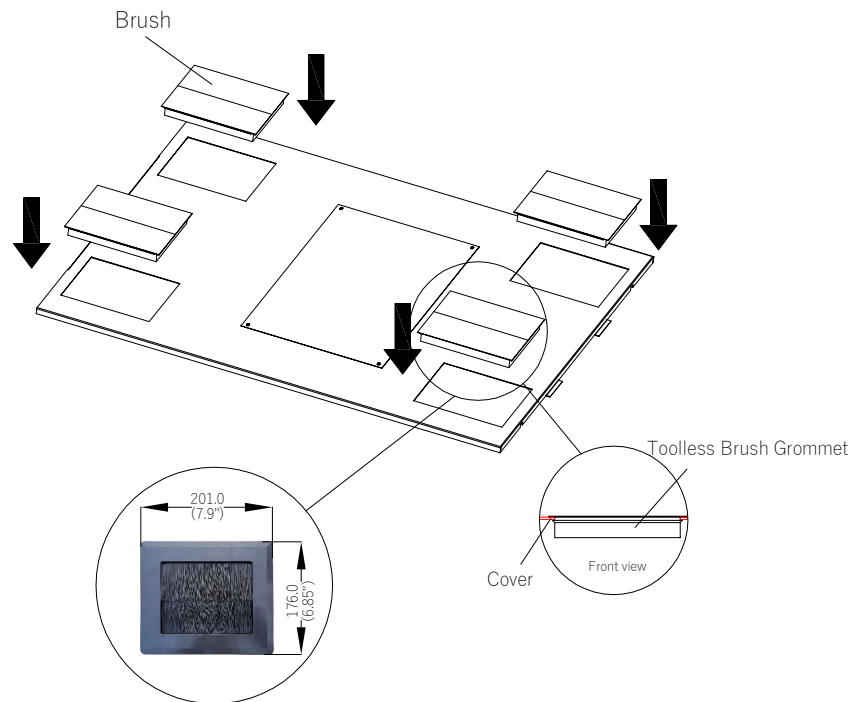 Brush
Toolless Brush Grommet
201.0
(7.9")
176.0
(6.85")
Cover
Front view